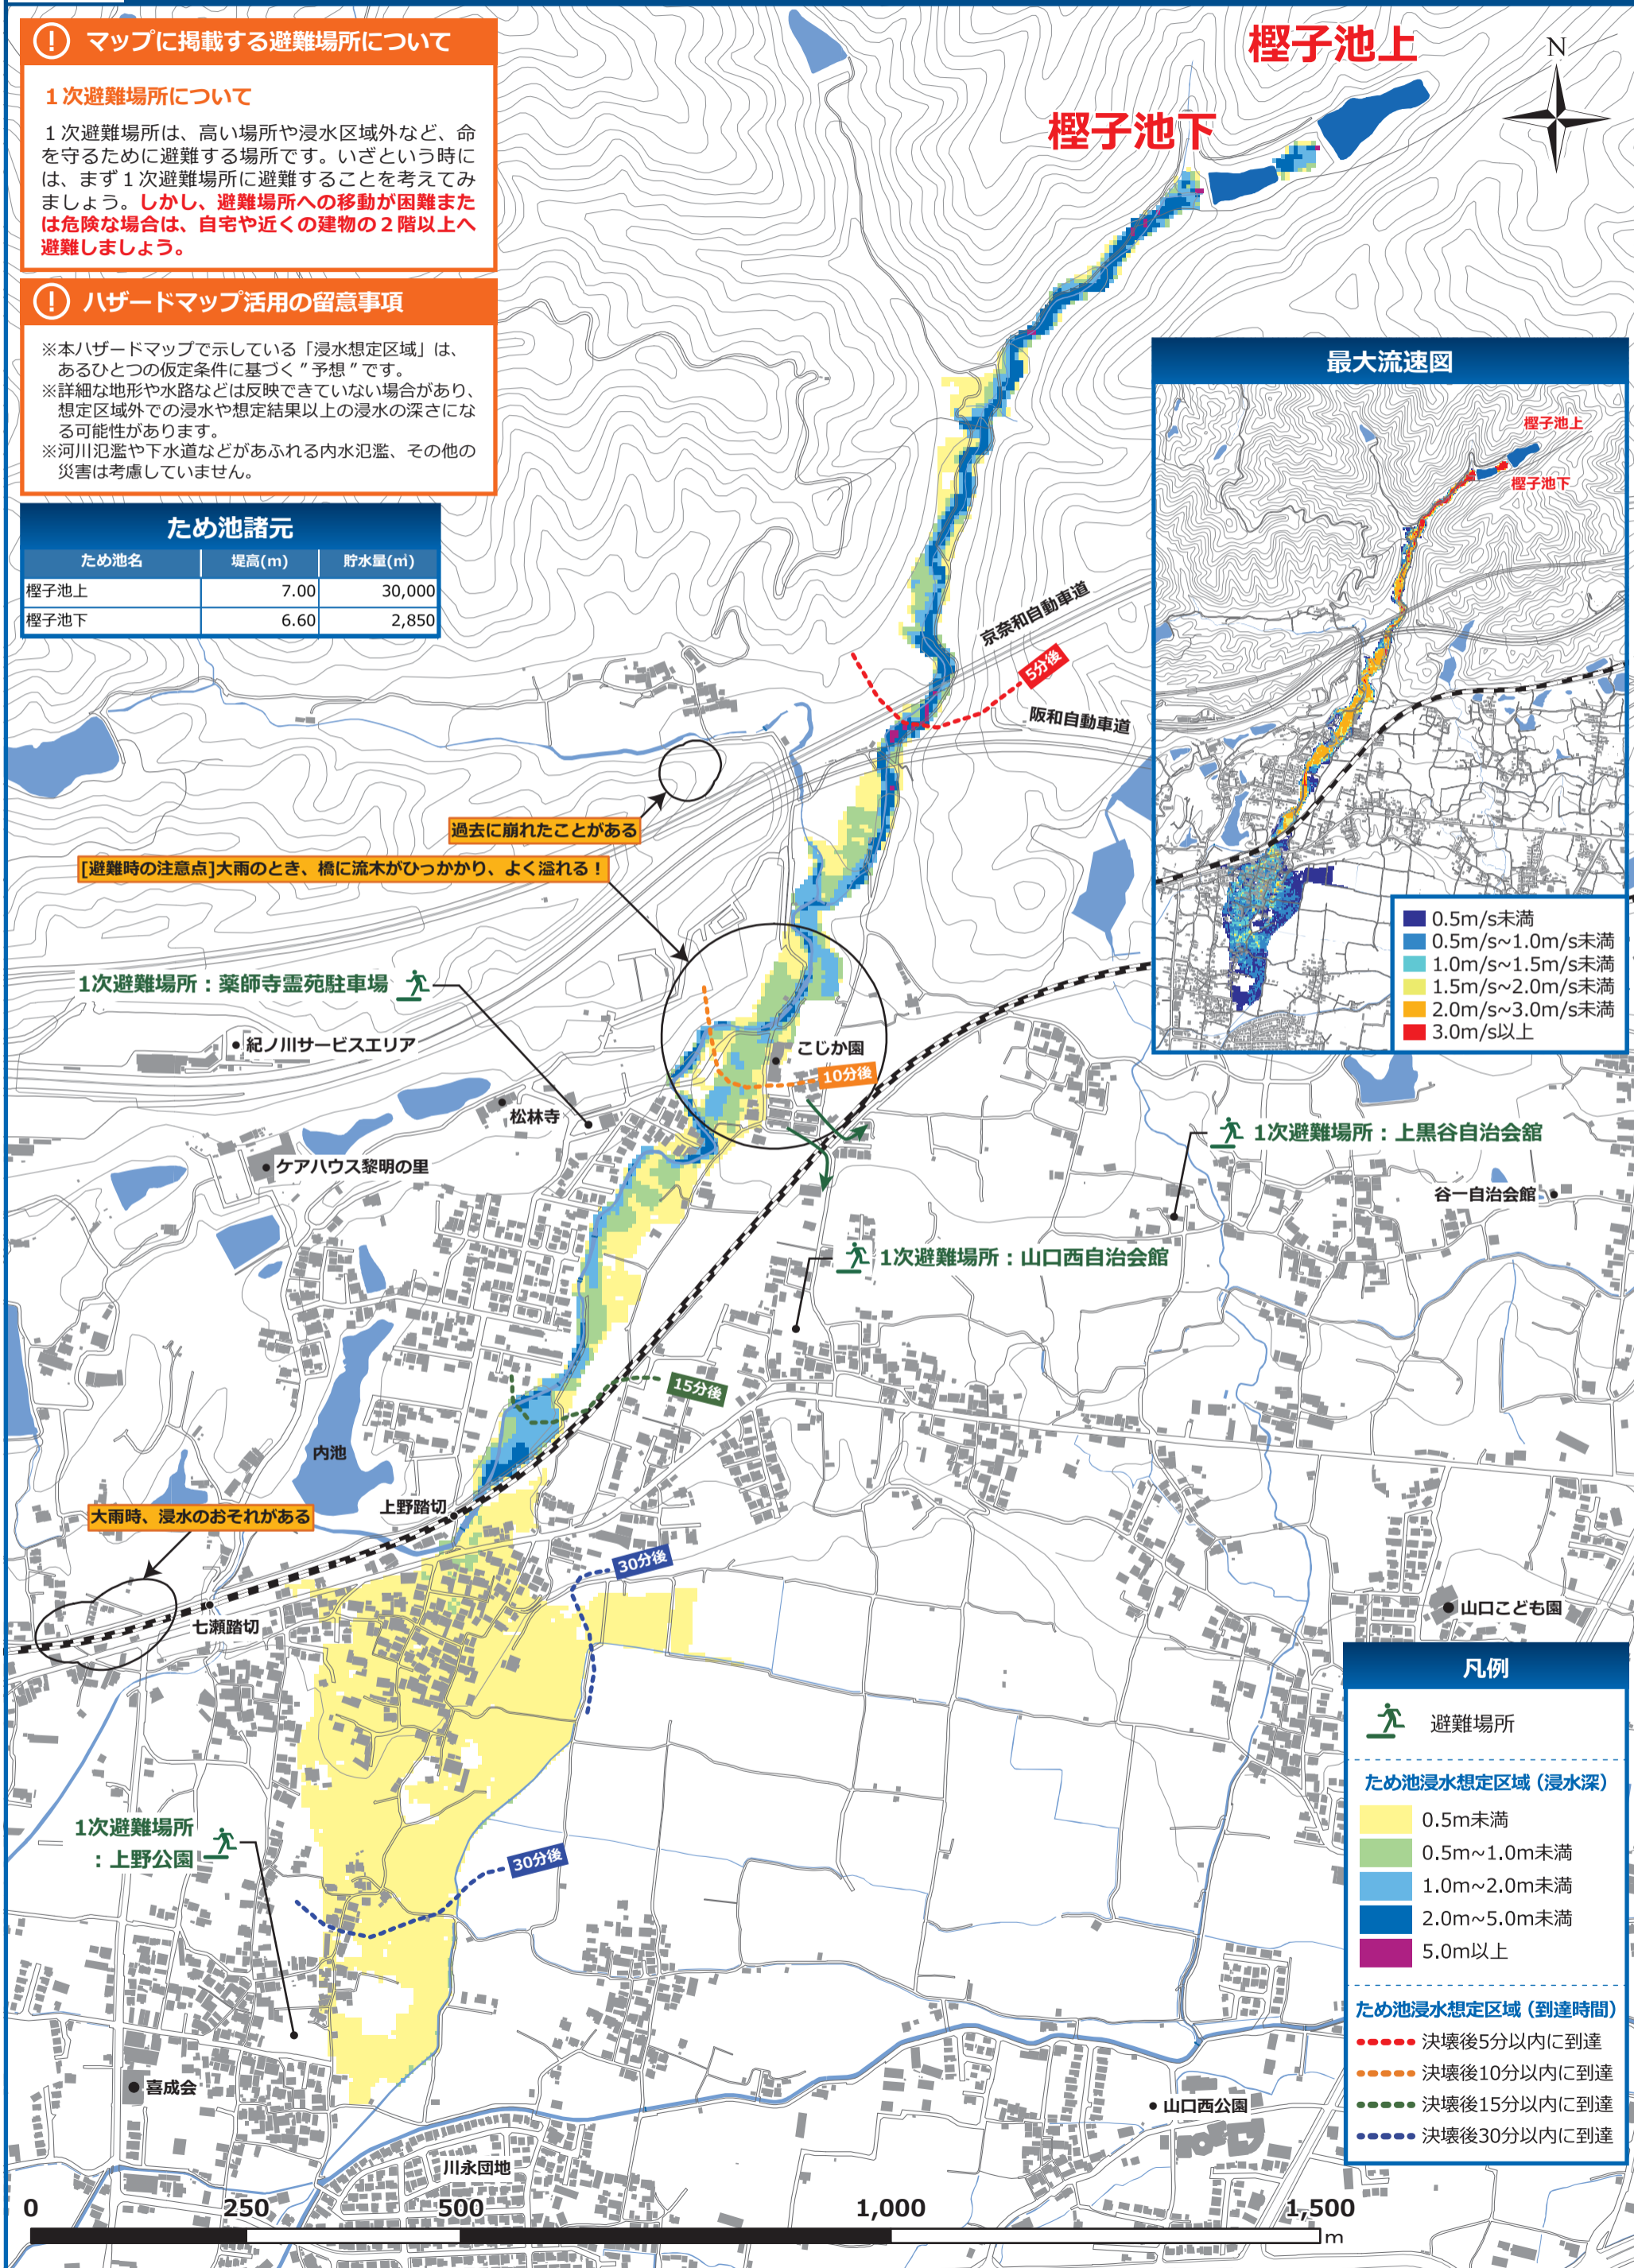 マップに掲載する避難場所について
1次避難場所について
1次避難場所は、高い場所や浸水区域外など、命
を守るために避難する場所です。いざという時に
は、まず1次避難場所に避難することを考えてみ
ましょう。しかし、避難場所への移動が困難また
は危険な場合は、自宅や近くの建物の2階以上へ
避難しましょう。
ハザードマップ活用の留意事項
※本ハザードマップで示している「浸水想定区域」は、
あるひとつの仮定条件に基づく"予想"です。
※詳細な地形や水路などは反映できていない場合があり、
想定区域外での浸水や想定結果以上の浸水の深さにな
る可能性があります。
※河川氾濫や下水道などがあふれる内水氾濫、その他の
災害は考慮していません。
ため池諸元
ため池名 堤高(m) 貯水量(㎥)
樫子池上 7.00 30,000
樫子池下 6.60 2,850
樫子池上
樫子池下
N
最大流速図
樫子池上
樫子池下
0.5m/s未満
0.5m/s~1.0m/s未満
1.0m/s~1.5m/s未満
1.5m/s~2.0m/s未満
2.0m/s~3.0m/s未満
3.0m/s以上
京奈和自動車道
5分後
阪和自動車道
過去に崩れたことがある
[避難時の注意点]大雨のとき、橋に流木がひっかかり、よく溢れる！
1次避難場所：薬師寺霊苑駐車場
紀ノ川サービスエリア
こじか園
10分後
松林寺
ケアハウス黎明の里
1次避難場所：上黒谷自治会館
谷一自治会館
1次避難場所：山口西自治会館
15分後
内池
上野踏切
大雨時、浸水のおそれがある
30分後
七瀬踏切
山口こども園
1次避難場所
：上野公園
30分後
喜成会
山口西公園
川永団地
凡例
避難場所
ため池浸水想定区域（浸水深）
0.5m未満
0.5m~1.0m未満
1.0m~2.0m未満
2.0m~5.0m未満
5.0m以上
ため池浸水想定区域（到達時間）
決壊後5分以内に到達
決壊後10分以内に到達
決壊後15分以内に到達
決壊後30分以内に到達
0 250 500 1,000 1,500
m